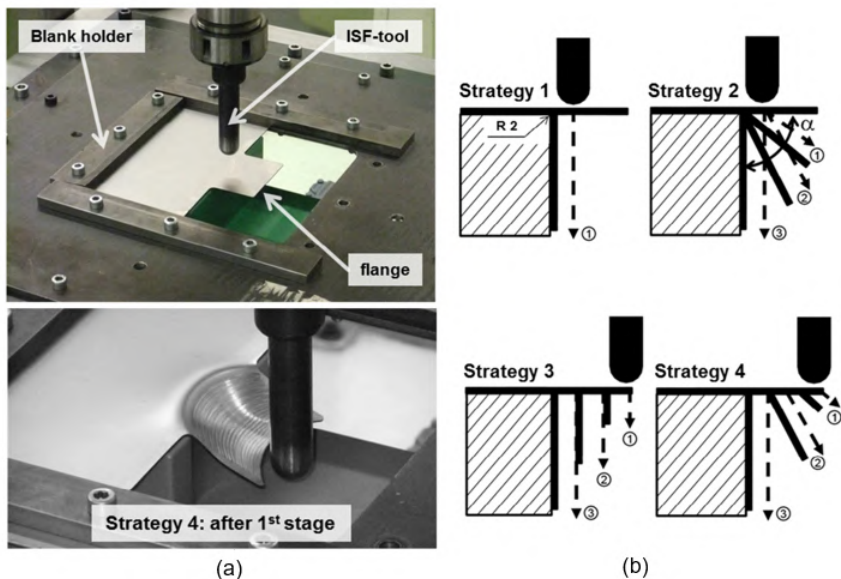 Blank holder
ISF-tool
flange
Strategy 4: after 1st stage
(a)
Strategy 1
R 2
①
Strategy 2
α
①
②
③
Strategy 3
①
②
③
Strategy 4
①
②
③
(b)